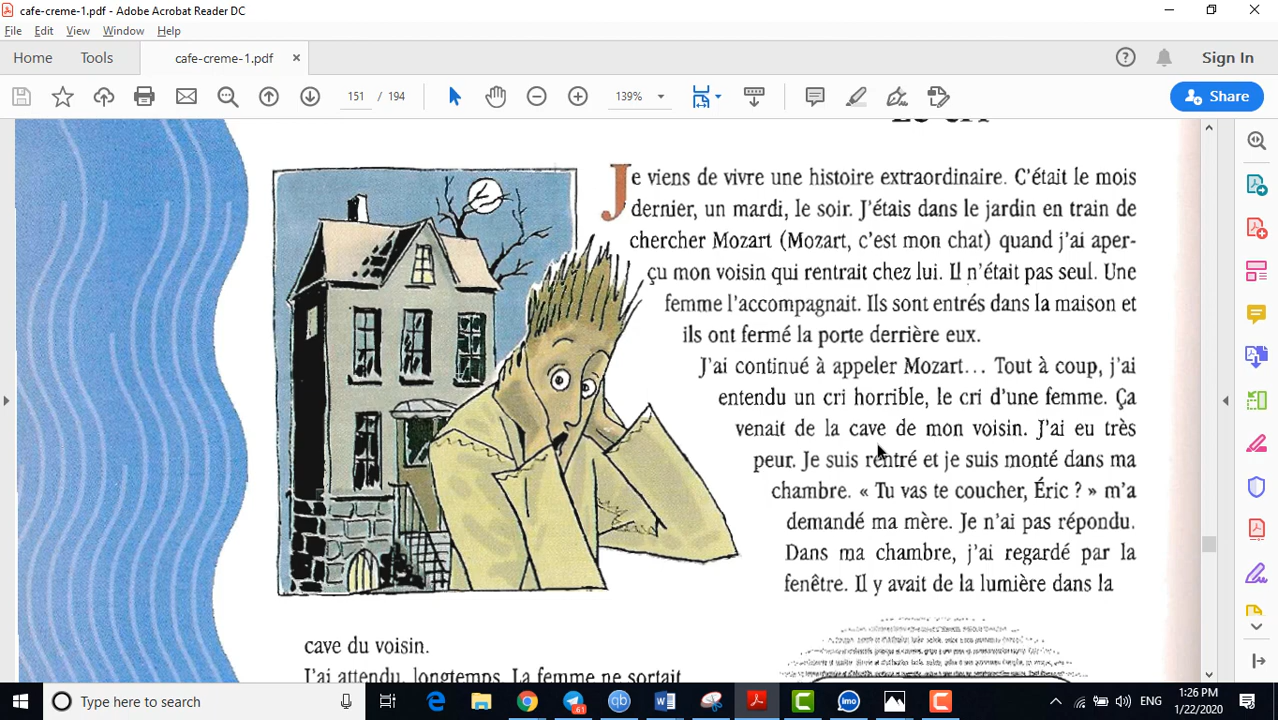 cafe-creme-1.pdf - Adobe Acrobat Reader DC
File Edit View Window Help
Home Tools cafe-creme-1.pdf × Sign In
151 / 194 139% Share
Je viens de vivre une histoire extraordinaire. C'était le mois
dernier, un mardi, le soir. J'étais dans le jardin en train de
chercher Mozart (Mozart, c'est mon chat) quand j'ai aper-
çu mon voisin qui rentrait chez lui. Il n'était pas seul. Une
femme l'accompagnait. Ils sont entrés dans la maison et
ils ont fermé la porte derrière eux.
J'ai continué à appeler Mozart… Tout à coup, j'ai
entendu un cri horrible, le cri d'une femme. Ça
venait de la cave de mon voisin. J'ai eu très
peur. Je suis rentré et je suis monté dans ma
chambre. « Tu vas te coucher, Éric ? » m'a
demandé ma mère. Je n'ai pas répondu.
Dans ma chambre, j'ai regardé par la
fenêtre. Il y avait de la lumière dans la
cave du voisin.
J'ai attendu, longtemps. La femme ne sortait
Type here to search
61 qb W imo ENG
1:26 PM
1/22/2020